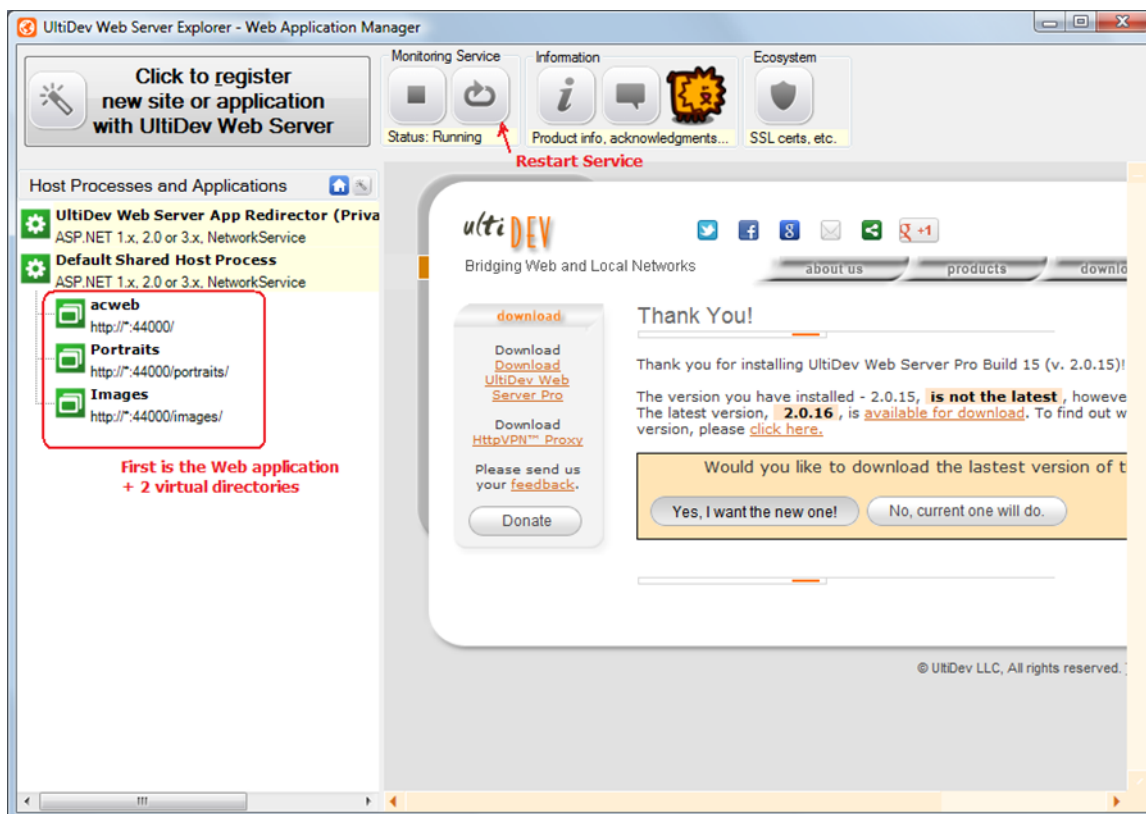 UltiDev Web Server Explorer - Web Application Manager
Click to register
new site or application
with UltiDev Web Server
Monitoring Service
Status: Running
Information
Product info, acknowledgments...
Ecosystem
SSL certs, etc.
Restart Service
Host Processes and Applications
UltiDev Web Server App Redirector (Priva
ASP.NET 1.x, 2.0 or 3.x, NetworkService
Default Shared Host Process
ASP.NET 1.x, 2.0 or 3.x, NetworkService
acweb
http://*:44000/
Portraits
http://*:44000/portraits/
Images
http://*:44000/images/
First is the Web application
+ 2 virtual directories
ulti DEV
Bridging Web and Local Networks
+1
about us
products
downlo
download
Download
Download
UltiDev Web
Server Pro
Download
HttpVPN™ Proxy
Please send us
your feedback.
Donate
Thank You!
Thank you for installing UltiDev Web Server Pro Build 15 (v. 2.0.15)!
The version you have installed - 2.0.15, is not the latest , howeve
The latest version, 2.0.16 , is available for download. To find out w
version, please click here.
Would you like to download the lastest version of t
Yes, I want the new one!
No, current one will do.
© UltiDev LLC, All rights reserved.